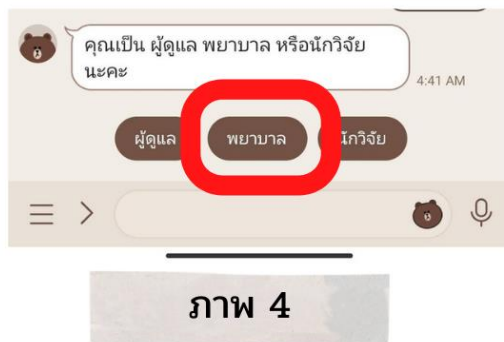 คุณเป็น ผู้ดูแล พยาบาล หรือนักวิจัย
นะคะ
4:41 AM
ผู้ดูแล
พยาบาล
นักวิจัย
ภาพ 4